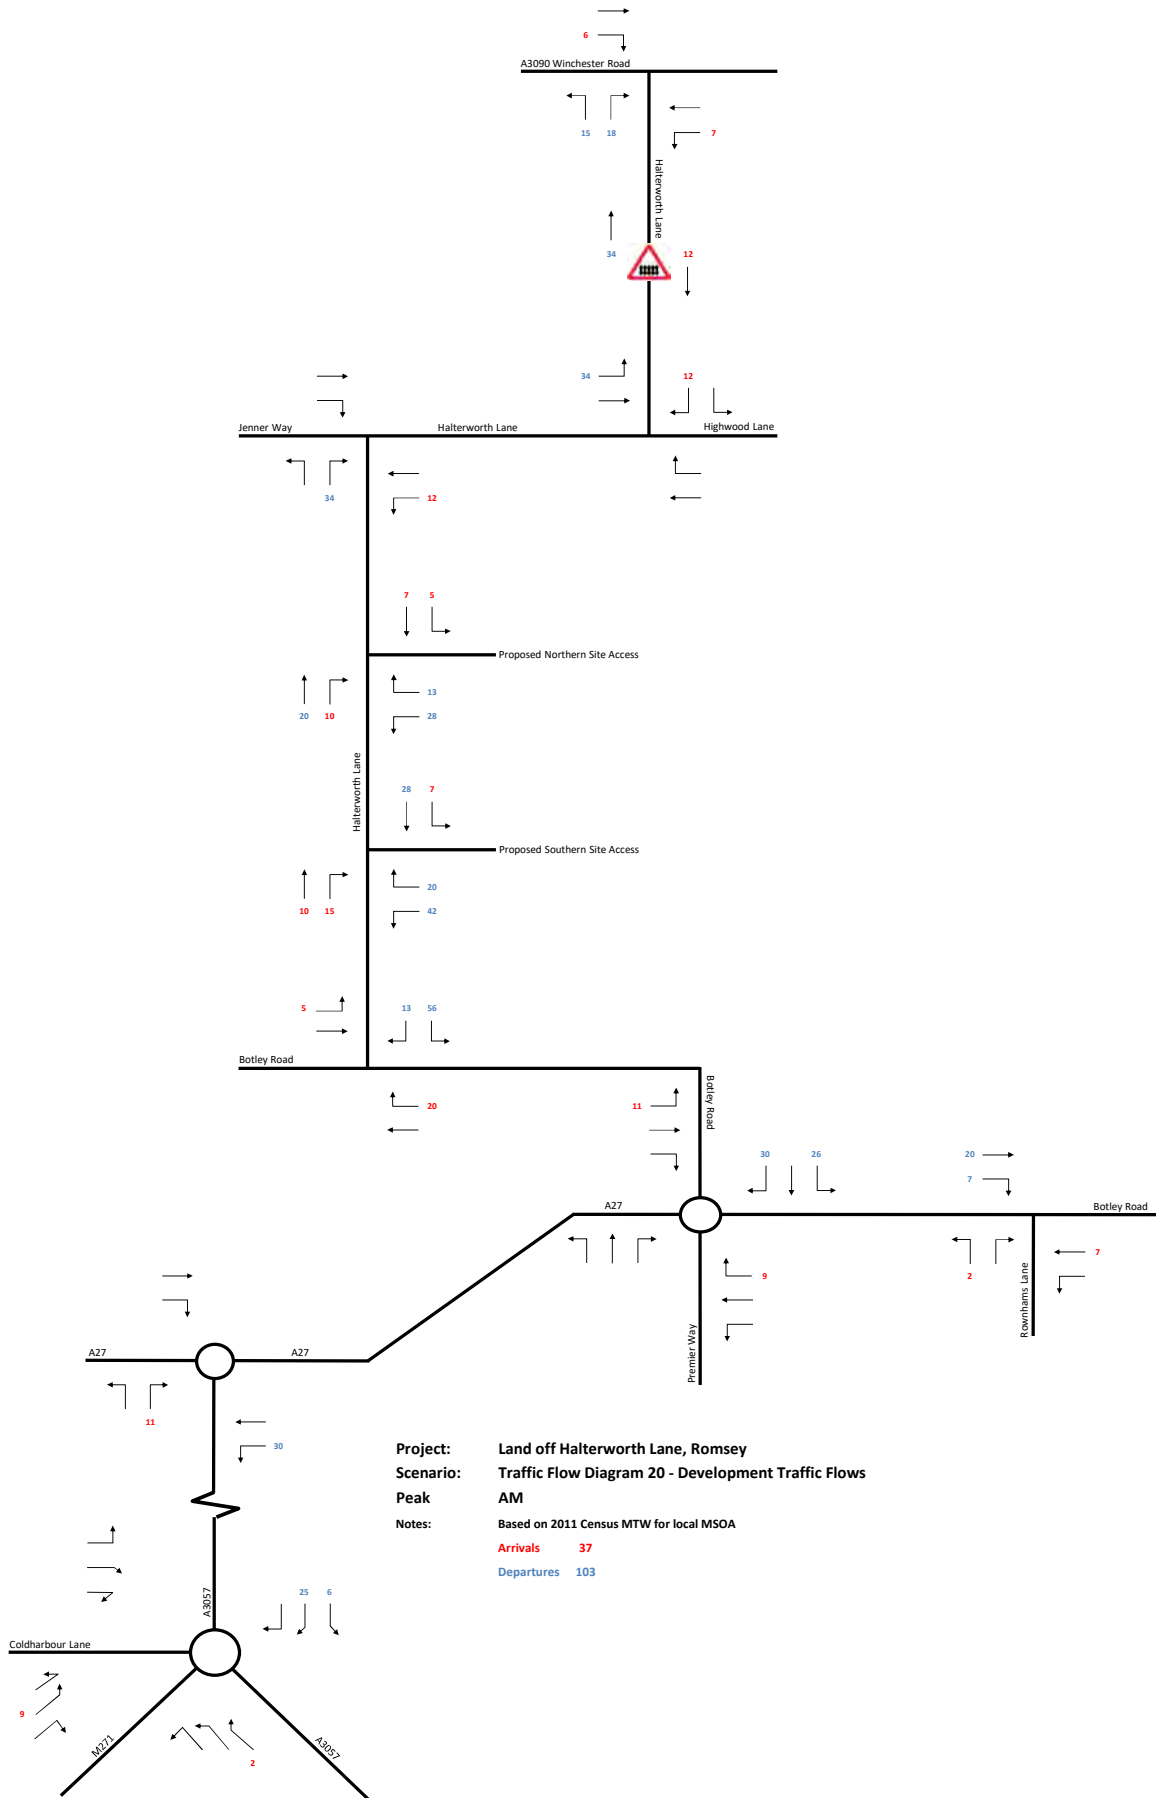 6
A3090 Winchester Road
15 18
7
Halterworth Lane
34
12
34
12
Jenner Way
Halterworth Lane
Highwood Lane
34
12
7 5
Proposed Northern Site Access
13
20 10
28
Halterworth Lane
28 7
Proposed Southern Site Access
20
10 15
42
5
13 56
Botley Road
Botley Road
20
11
30 26
20
7
A27
Botley Road
9
2
7
Rownhams Lane
Premier Way
A27
A27
11
30
Project: Land off Halterworth Lane, Romsey
Scenario: Traffic Flow Diagram 20 - Development Traffic Flows
Peak AM
Notes: Based on 2011 Census MTW for local MSOA
Arrivals 37
Departures 103
A3057
25 6
Coldharbour Lane
9
M271
2
A3057